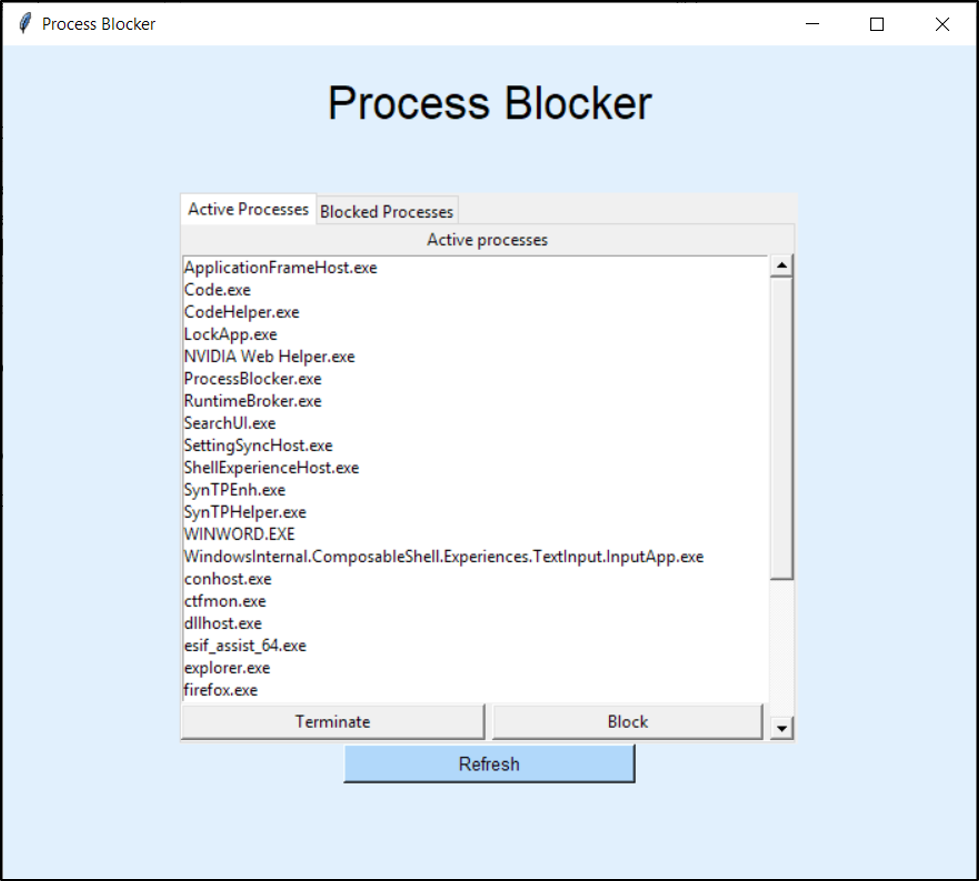 Process Blocker
Process Blocker
Active Processes Blocked Processes
Active processes
ApplicationFrameHost.exe
Code.exe
CodeHelper.exe
LockApp.exe
NVIDIA Web Helper.exe
ProcessBlocker.exe
RuntimeBroker.exe
SearchUI.exe
SettingSyncHost.exe
ShellExperienceHost.exe
SynTPEnh.exe
SynTPHelper.exe
WINWORD.EXE
WindowsInternal.ComposableShell.Experiences.TextInput.InputApp.exe
conhost.exe
ctfmon.exe
dllhost.exe
esif_assist_64.exe
explorer.exe
firefox.exe
Terminate Block
Refresh